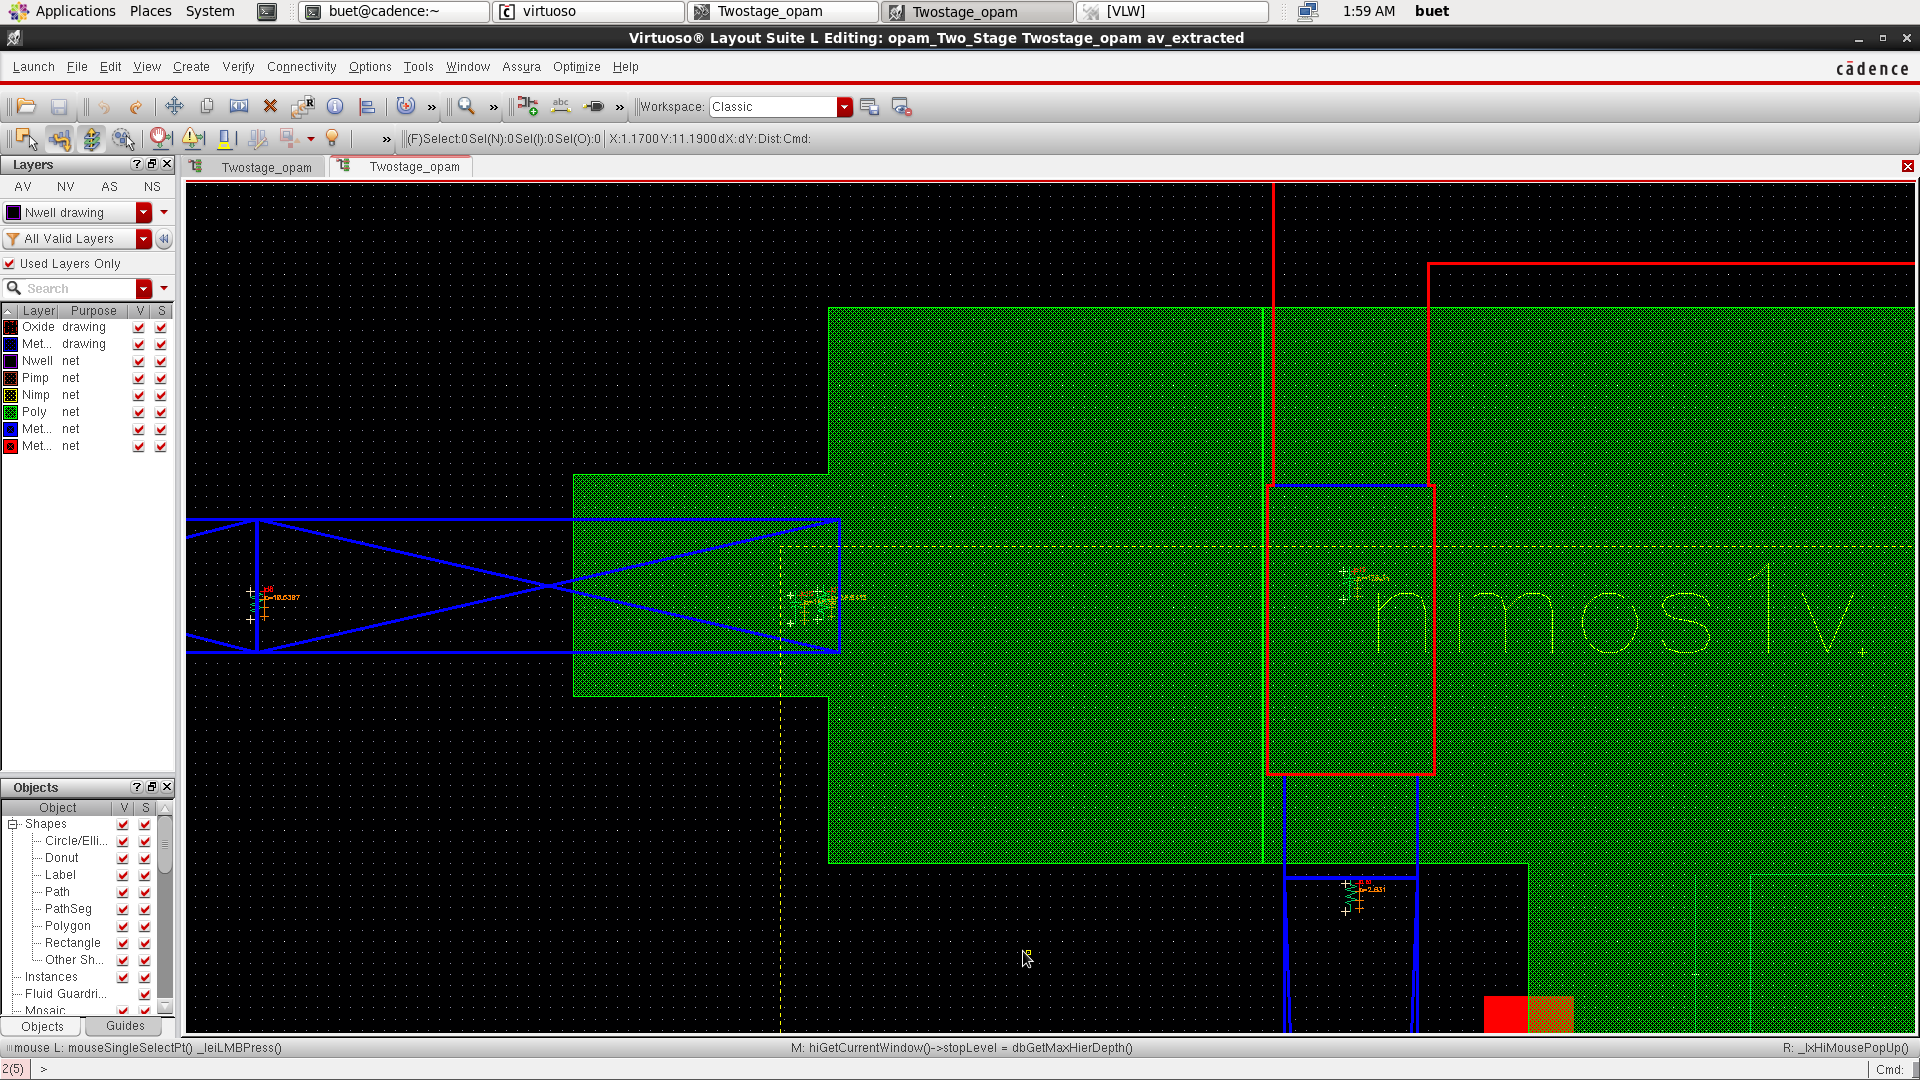 Applications Places System buet@cadence:~ virtuoso Twostage_opam Twostage_opam [VLW] 1:59 AM buet
Virtuoso® Layout Suite L Editing: opam_Two_Stage Twostage_opam av_extracted
Launch File Edit View Create Verify Connectivity Options Tools Window Assura Optimize Help cādence
abc » » » Workspace: Classic
» (F)Select:0 Sel(N):0 Sel(I):0 Sel(O):0 X:1.1700 Y:11.1900 dX: dY: Dist: Cmd:
Layers ?
Twostage_opam Twostage_opam
AV NV AS NS
Nwell drawing
All Valid Layers
Used Layers Only
Search
Layer Purpose V S
Oxide drawing
Met... drawing
Nwell net
Pimp net
Nimp net
Poly net
Met... net
Met... net
nmos1v
Objects ?
Object V S
Shapes
Circle/Elli...
Donut
Label
Path
PathSeg
Polygon
Rectangle
Other Sh...
Instances
Fluid Guardri...
Mosaic
Objects Guides
mouse L: mouseSingleSelectPt() _leiLMBPress() M: hiGetCurrentWindow()->stopLevel = dbGetMaxHierDepth() R: _lxHiMousePopUp()
2(5) > Cmd: